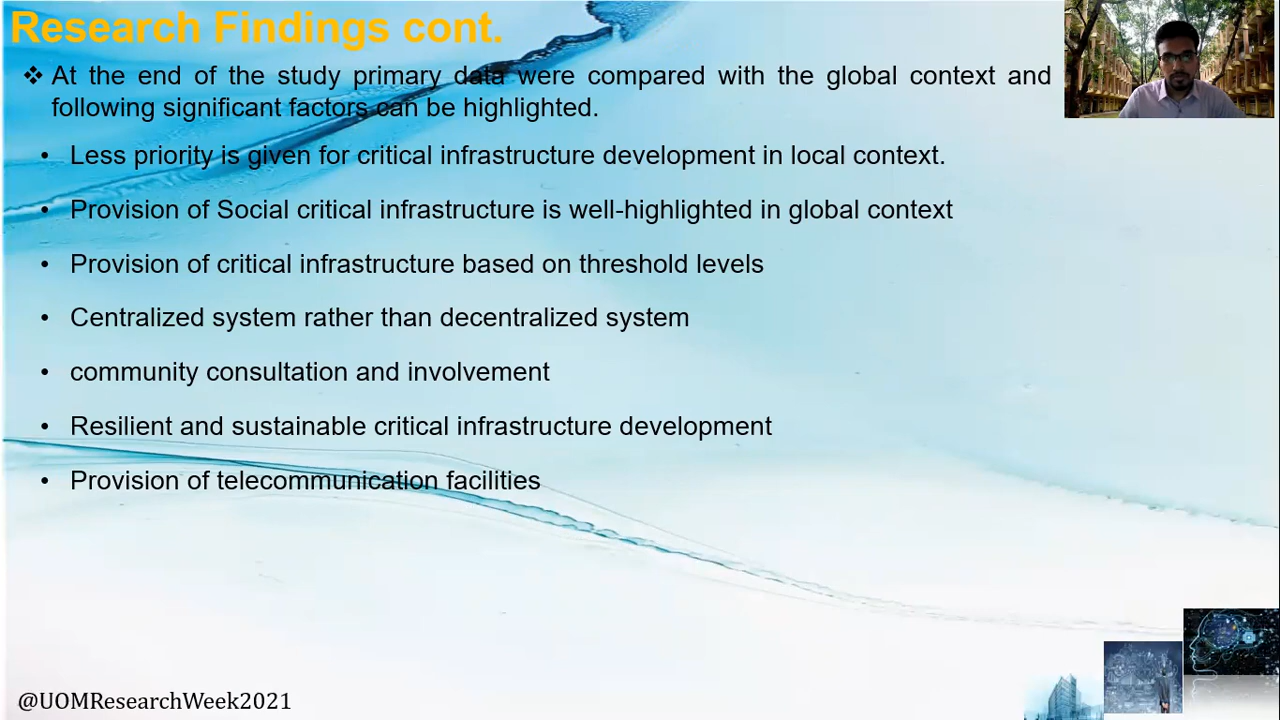 Research Findings cont.
❖ At the end of the study primary data were compared with the global context and
following significant factors can be highlighted.
• Less priority is given for critical infrastructure development in local context.
• Provision of Social critical infrastructure is well-highlighted in global context
• Provision of critical infrastructure based on threshold levels
• Centralized system rather than decentralized system
• community consultation and involvement
• Resilient and sustainable critical infrastructure development
• Provision of telecommunication facilities
@UOMResearchWeek2021